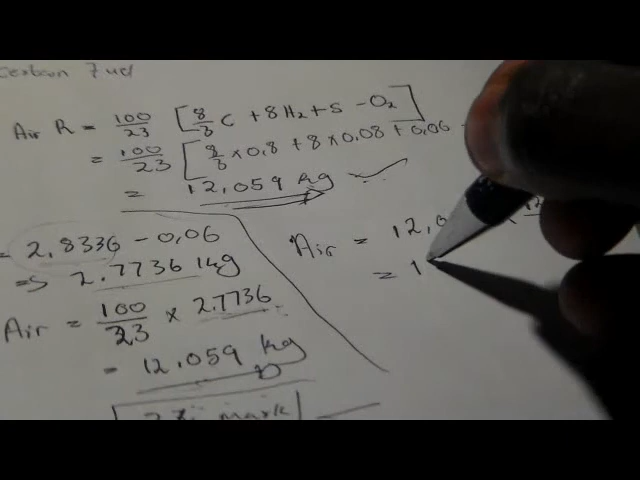 Air R = 100/23 [8/3 C + 8H2 + S - O2]
= 100/23 [8/3 × 0.8 + 8 × 0.08 + 0.06 -
= 12.059 kg
= 2.8336 - 0.06
=> 2.7736 kg
Air = 100/23 × 2.7736
= 12.059 kg
2 mark
Air = 12.0
= 1